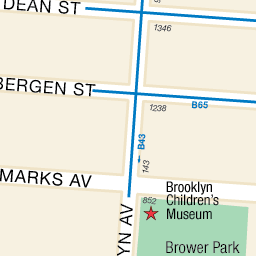 DEAN ST
1346
BERGEN ST
1238
B65
B43
143
MARKS AV
852
Brooklyn
Children's
Museum
YN AV
Brower Park